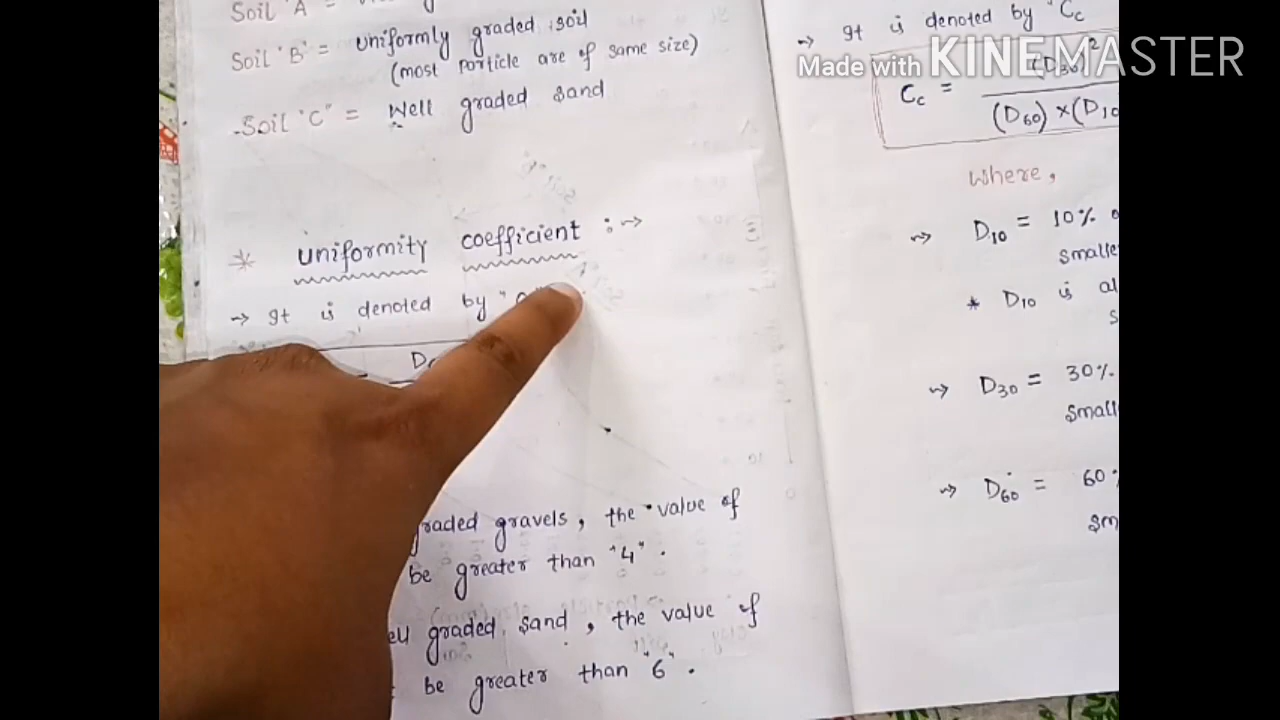 Soil "A" =
Soil "B" = uniformly graded soil
(most particle are of same size)
Soil "C" = Well graded sand
* uniformity coefficient :→
→ It is denoted by "
graded gravels, the value of
be greater than "4".
ell graded sand, the value of
be greater than "6".
→ It is denoted by "Cc
Cc = (D30)²
(D60) × (D10
where,
→ D10 = 10%
smalle
* D10 is al
s
→ D30 = 30%.
Small
→ D60 = 60%
sm
Made with KINEMASTER